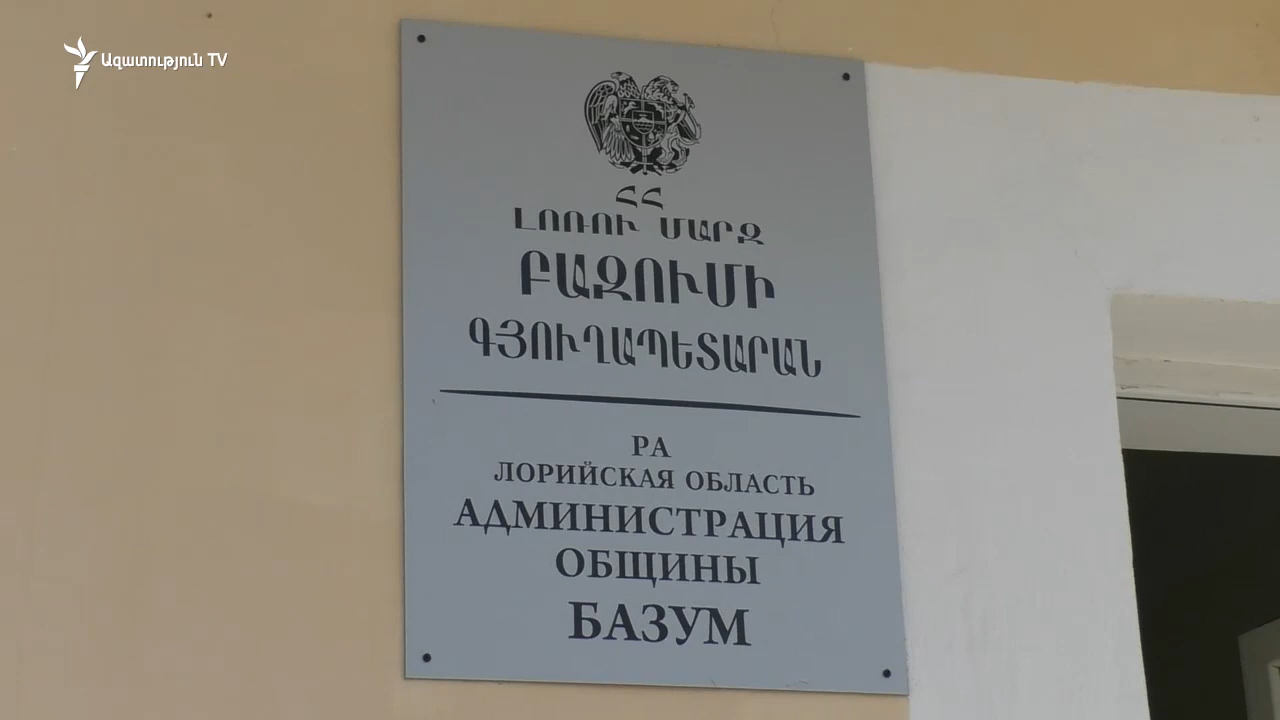 Ազատություն TV
ՀՀ
ԼՈՌՈՒ ՄԱՐԶ
ԲԱԶՈՒՄԻ
ԳՅՈՒՂԱՊԵՏԱՐԱՆ
РА
ЛОРИЙСКАЯ ОБЛАСТЬ
АДМИНИСТРАЦИЯ
ОБЩИНЫ
БАЗУМ